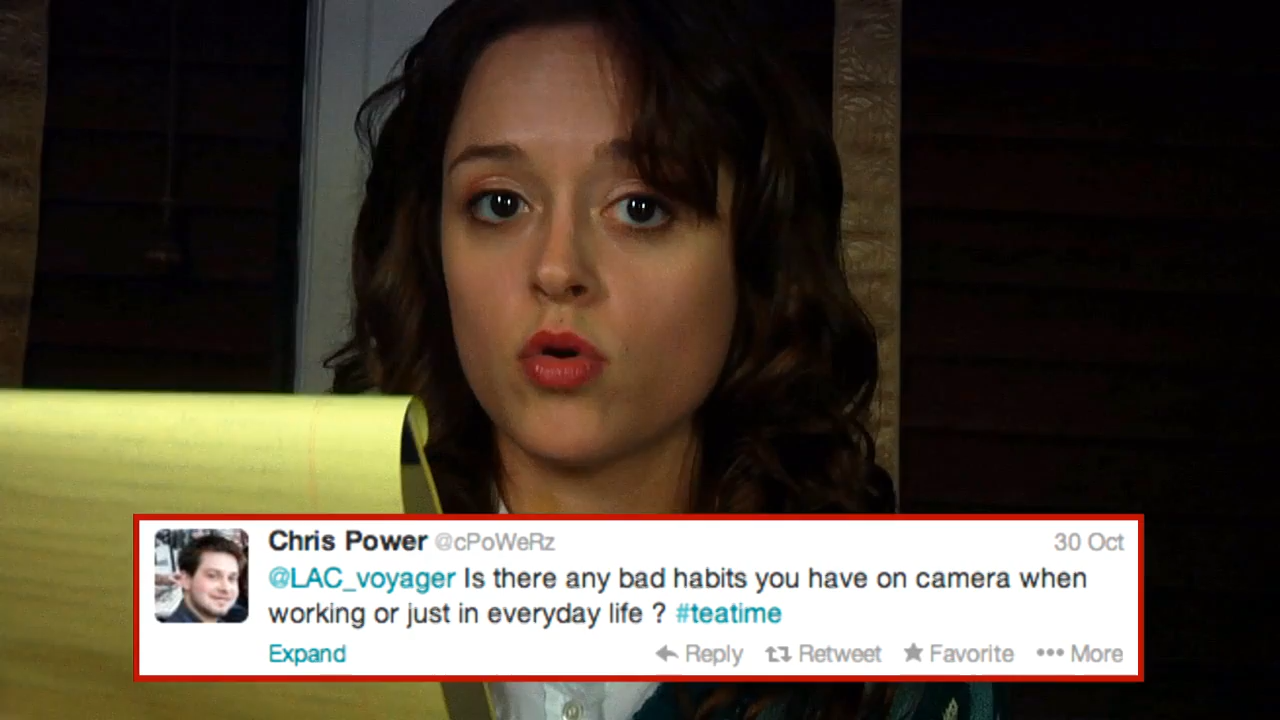 Chris Power @cPoWeRz 30 Oct
@LAC_voyager Is there any bad habits you have on camera when
working or just in everyday life ? #teatime
Expand Reply Retweet Favorite More